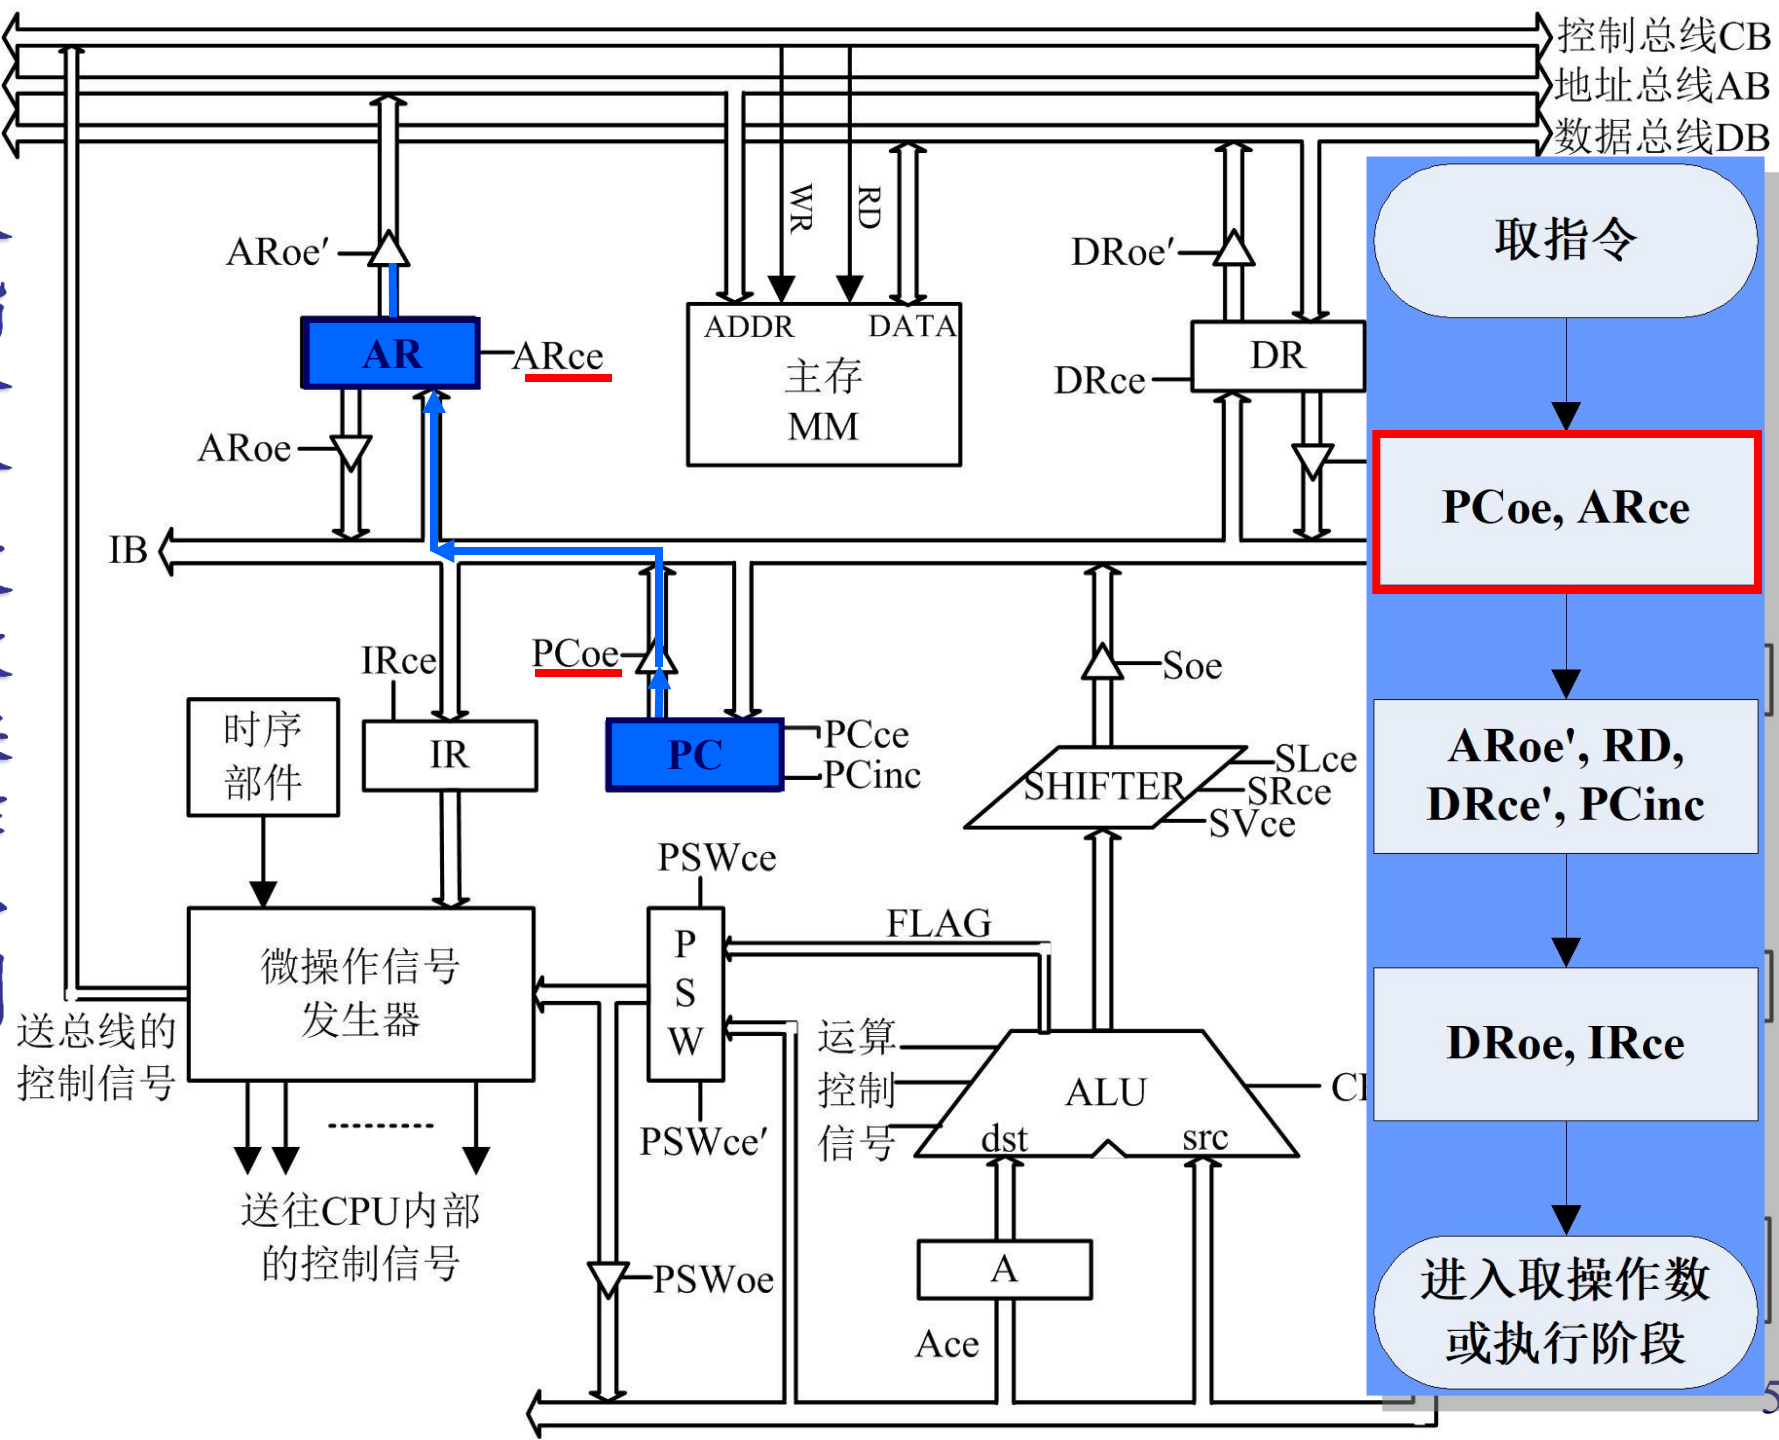 控制总线CB
地址总线AB
数据总线DB
WR
RD
ARoe′
DRoe′
取指令
ADDR
DATA
主存
MM
AR
ARce
DR
DRce
ARoe
PCoe, ARce
IB
IRce
PCoe
Soe
时序
部件
IR
PC
PCce
PCinc
SHIFTER
SLce
SRce
SVce
ARoe', RD,
DRce', PCinc
PSWce
FLAG
微操作信号
发生器
P
S
W
DRoe, IRce
送总线的
控制信号
运算
控制
信号
ALU
dst
src
PSWce′
送往CPU内部
的控制信号
PSWoe
A
Ace
进入取操作数
或执行阶段
5